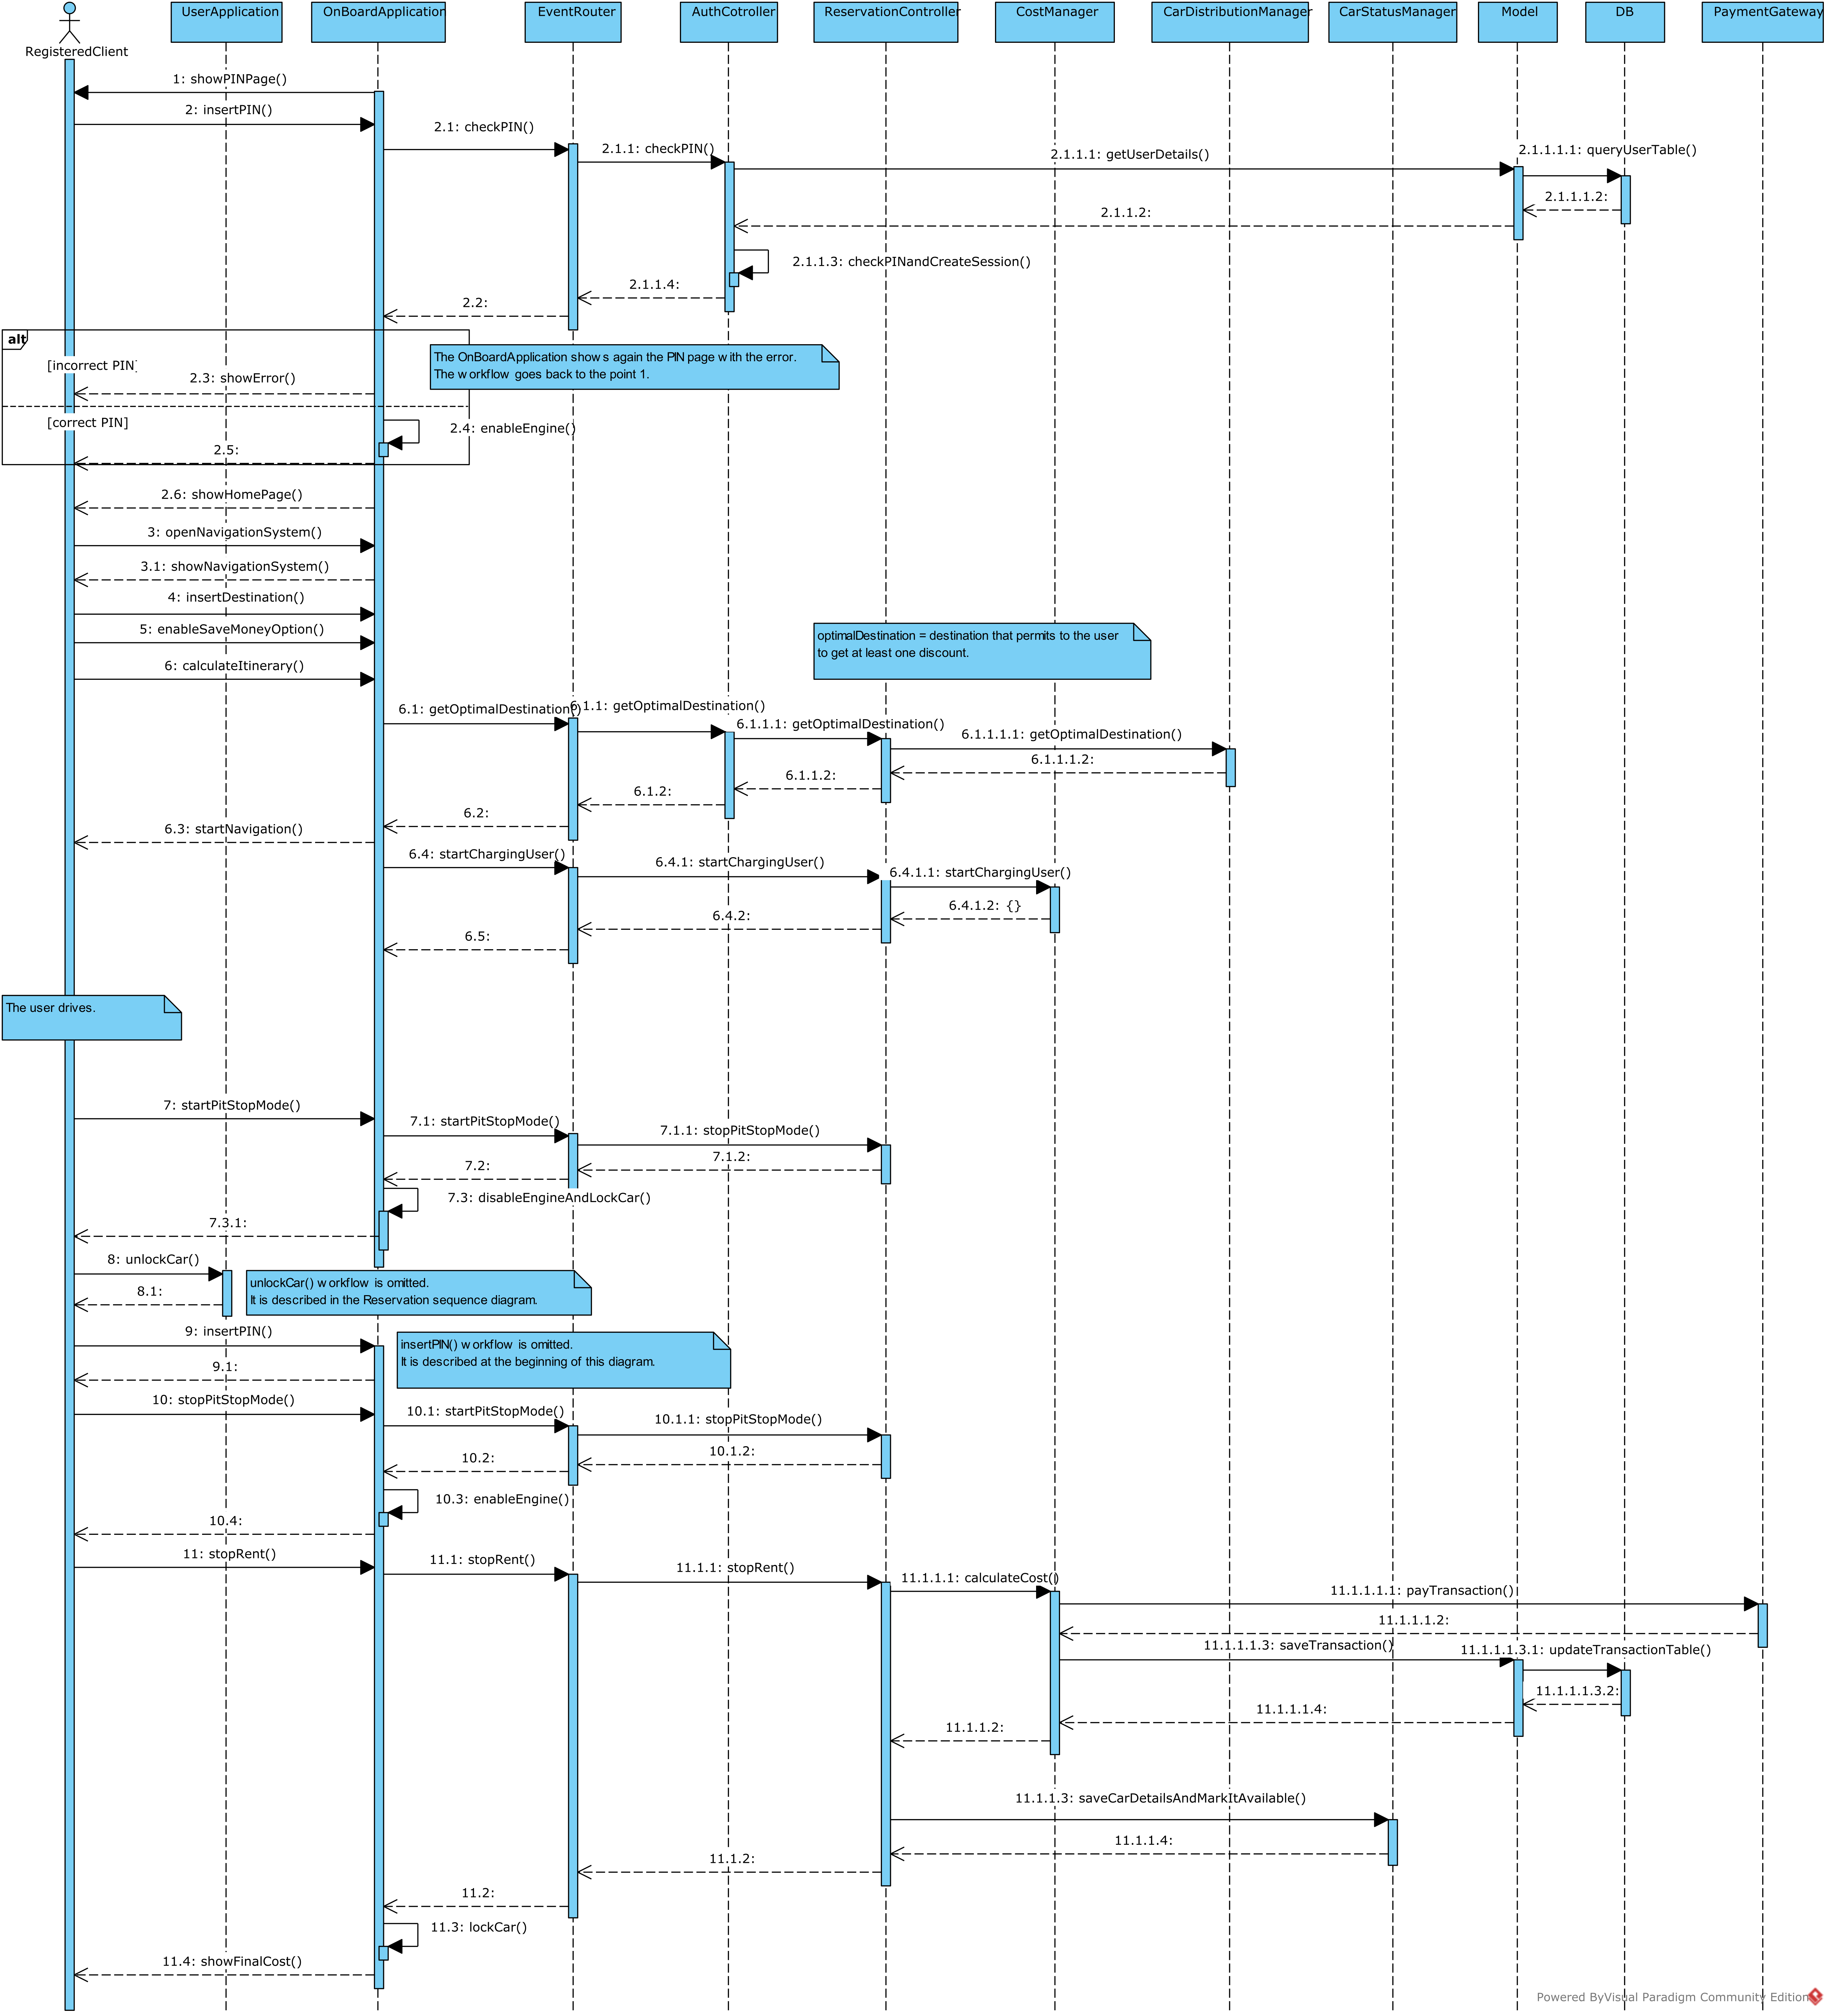 UserApplication
OnBoardApplication
EventRouter
AuthCotroller
ReservationController
CostManager
CarDistributionManager
CarStatusManager
Model
DB
PaymentGateway
RegisteredClient
1: showPINPage()
2: insertPIN()
2.1: checkPIN()
2.1.1: checkPIN()
2.1.1.1: getUserDetails()
2.1.1.1.1: queryUserTable()
2.1.1.1.2:
2.1.1.2:
2.1.1.3: checkPINandCreateSession()
2.1.1.4:
2.2:
alt
[incorrect PIN]
The OnBoardApplication shows again the PIN page with the error.
The workflow goes back to the point 1.
2.3: showError()
[correct PIN]
2.4: enableEngine()
2.5:
2.6: showHomePage()
3: openNavigationSystem()
3.1: showNavigationSystem()
4: insertDestination()
5: enableSaveMoneyOption()
optimalDestination = destination that permits to the user
to get at least one discount.
6: calculateItinerary()
6.1: getOptimalDestination()
6.1.1: getOptimalDestination()
6.1.1.1: getOptimalDestination()
6.1.1.1.1: getOptimalDestination()
6.1.1.1.2:
6.1.1.2:
6.1.2:
6.2:
6.3: startNavigation()
6.4: startChargingUser()
6.4.1: startChargingUser()
6.4.1.1: startChargingUser()
6.4.1.2: {}
6.4.2:
6.5:
The user drives.
7: startPitStopMode()
7.1: startPitStopMode()
7.1.1: stopPitStopMode()
7.1.2:
7.2:
7.3: disableEngineAndLockCar()
7.3.1:
8: unlockCar()
unlockCar() workflow is omitted.
It is described in the Reservation sequence diagram.
8.1:
9: insertPIN()
insertPIN() workflow is omitted.
It is described at the beginning of this diagram.
9.1:
10: stopPitStopMode()
10.1: startPitStopMode()
10.1.1: stopPitStopMode()
10.1.2:
10.2:
10.3: enableEngine()
10.4:
11: stopRent()
11.1: stopRent()
11.1.1: stopRent()
11.1.1.1: calculateCost()
11.1.1.1.1: payTransaction()
11.1.1.1.2:
11.1.1.1.3: saveTransaction()
11.1.1.1.3.1: updateTransactionTable()
11.1.1.1.3.2:
11.1.1.1.4:
11.1.1.2:
11.1.1.3: saveCarDetailsAndMarkItAvailable()
11.1.1.4:
11.1.2:
11.2:
11.3: lockCar()
11.4: showFinalCost()
Powered ByVisual Paradigm Community Edition